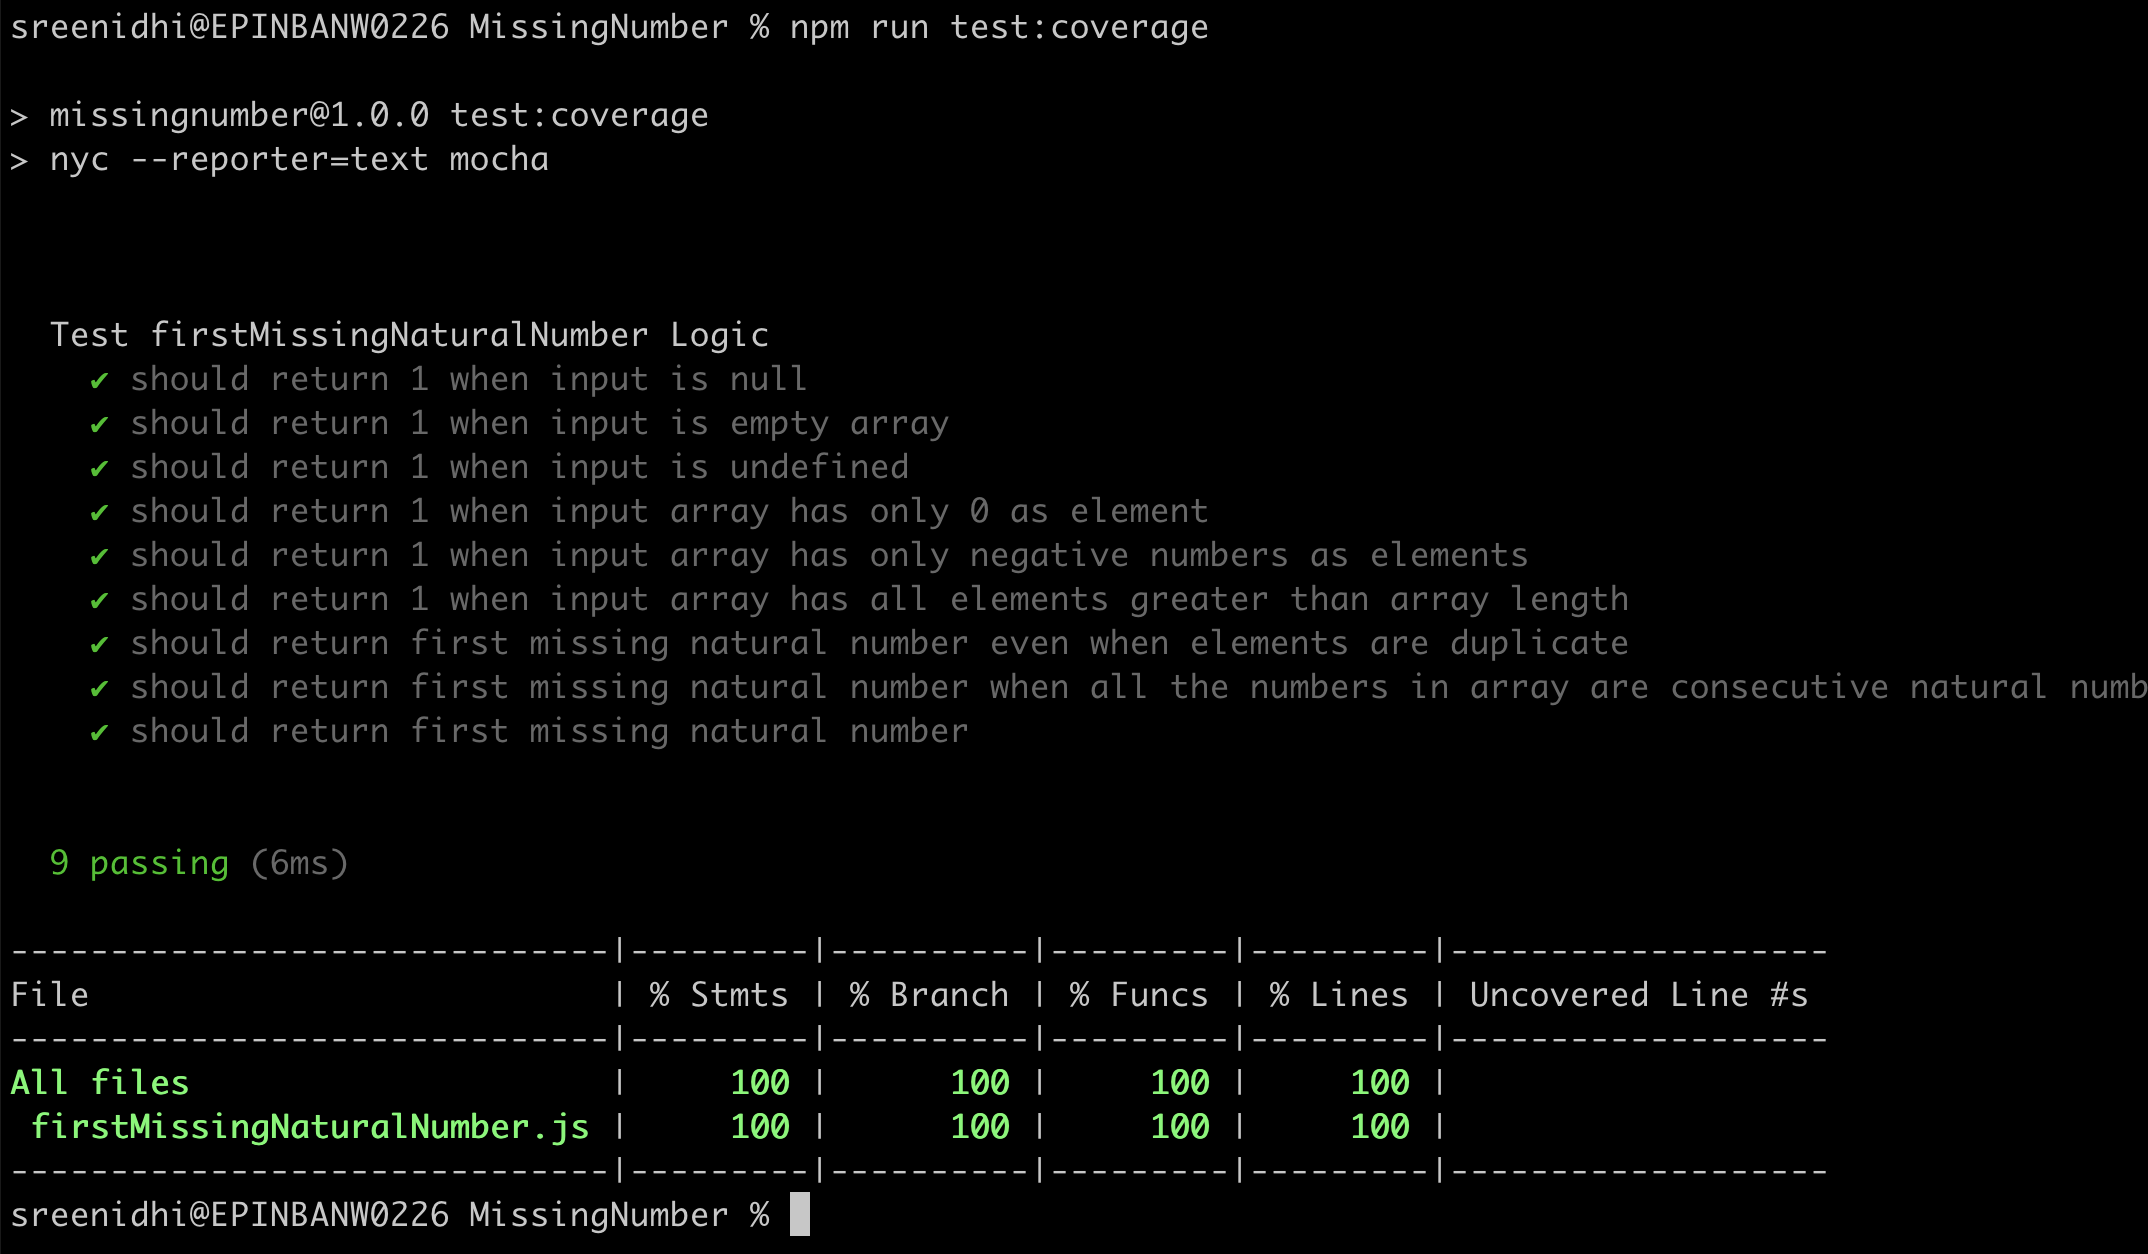 sreenidhi@EPINBANW0226 MissingNumber % npm run test:coverage
> missingnumber@1.0.0 test:coverage
> nyc --reporter=text mocha
Test firstMissingNaturalNumber Logic
✔ should return 1 when input is null
✔ should return 1 when input is empty array
✔ should return 1 when input is undefined
✔ should return 1 when input array has only 0 as element
✔ should return 1 when input array has only negative numbers as elements
✔ should return 1 when input array has all elements greater than array length
✔ should return first missing natural number even when elements are duplicate
✔ should return first missing natural number when all the numbers in array are consecutive natural numb
✔ should return first missing natural number
9 passing (6ms)
------------------------------|---------|----------|---------|---------|-------------------
File                          | % Stmts | % Branch | % Funcs | % Lines | Uncovered Line #s
------------------------------|---------|----------|---------|---------|-------------------
All files                     |     100 |      100 |     100 |     100 |
 firstMissingNaturalNumber.js |     100 |      100 |     100 |     100 |
------------------------------|---------|----------|---------|---------|-------------------
sreenidhi@EPINBANW0226 MissingNumber %